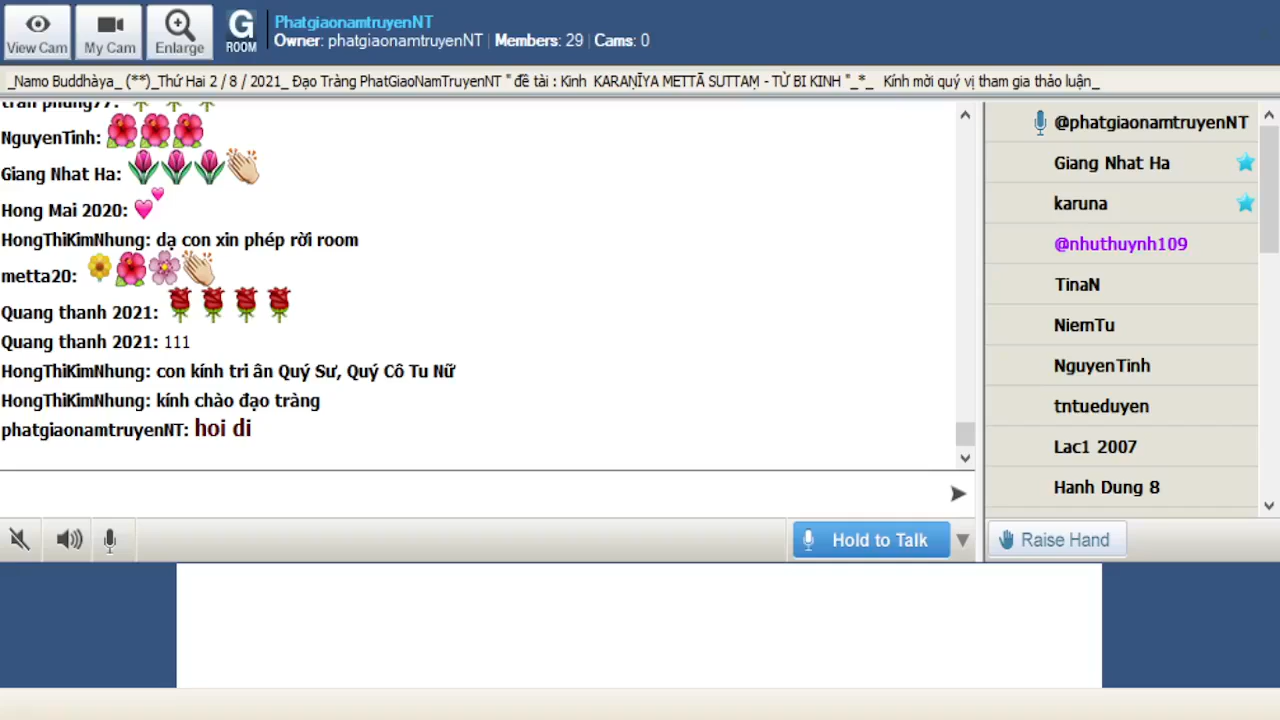 View Cam
My Cam
Enlarge
G
ROOM
PhatgiaonamtruyenNT
Owner: phatgiaonamtruyenNT | Members: 29 | Cams: 0
_Namo Buddhàya_ (**)_Thứ Hai 2 / 8 / 2021_ Đạo Tràng PhatGiaoNamTruyenNT " đề tài : Kinh KARAṆĪYA METTĀ SUTTAṂ - TỪ BI KINH "_*_ Kính mời quý vị tham gia thảo luận_
tran phung77:
NguyenTinh:
Giang Nhat Ha:
Hong Mai 2020:
HongThiKimNhung: dạ con xin phép rời room
metta20:
Quang thanh 2021:
Quang thanh 2021: 111
HongThiKimNhung: con kính tri ân Quý Sư, Quý Cô Tu Nữ
HongThiKimNhung: kính chào đạo tràng
phatgiaonamtruyenNT: hoi di
@phatgiaonamtruyenNT
Giang Nhat Ha
karuna
@nhuthuynh109
TinaN
NiemTu
NguyenTinh
tntueduyen
Lac1 2007
Hanh Dung 8
Hold to Talk
Raise Hand